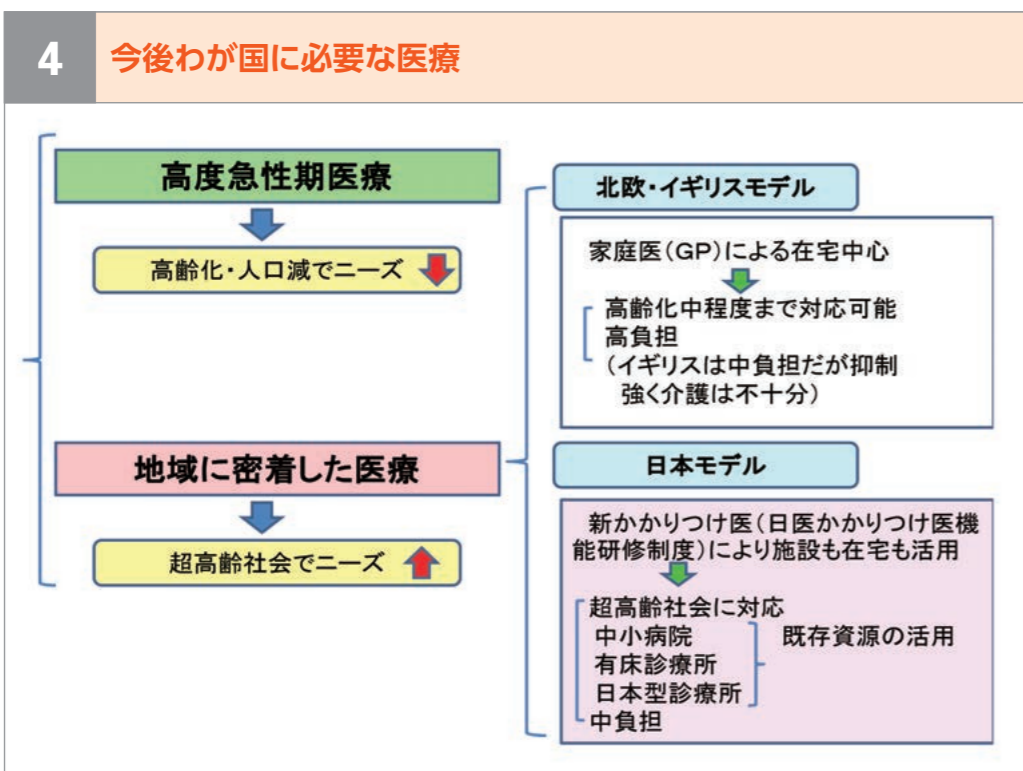 4
今後わが国に必要な医療
高度急性期医療
高齢化・人口減でニーズ
地域に密着した医療
超高齢社会でニーズ
北欧・イギリスモデル
家庭医(GP)による在宅中心
高齢化中程度まで対応可能
高負担
(イギリスは中負担だが抑制
強く介護は不十分)
日本モデル
新かかりつけ医(日医かかりつけ医機
能研修制度)により施設も在宅も活用
超高齢社会に対応
中小病院
有床診療所
日本型診療所
既存資源の活用
中負担